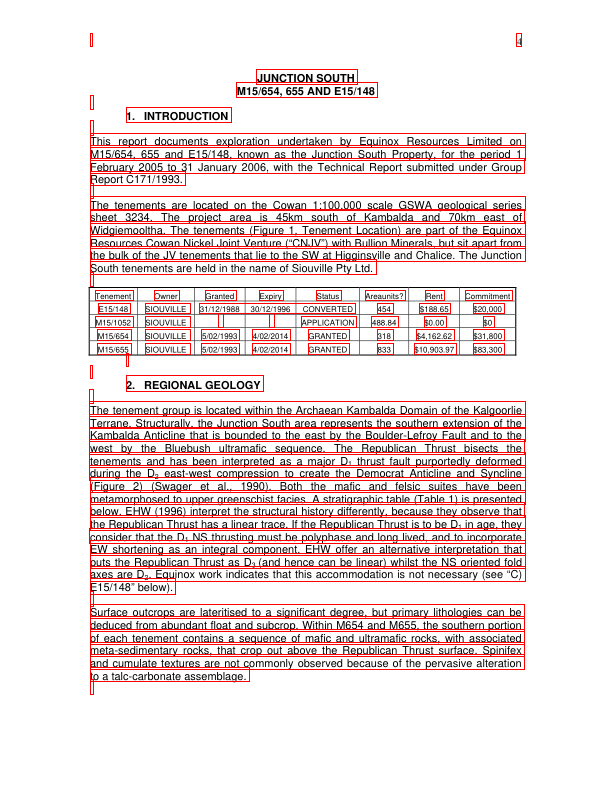 4
JUNCTION SOUTH
M15/654, 655 AND E15/148
1. INTRODUCTION
This report documents exploration undertaken by Equinox Resources Limited on
M15/654, 655 and E15/148, known as the Junction South Property, for the period 1
February 2005 to 31 January 2006, with the Technical Report submitted under Group
Report C171/1993.
The tenements are located on the Cowan 1:100,000 scale GSWA geological series
sheet 3234. The project area is 45km south of Kambalda and 70km east of
Widgiemooltha. The tenements (Figure 1, Tenement Location) are part of the Equinox
Resources Cowan Nickel Joint Venture (“CNJV”) with Bullion Minerals, but sit apart from
the bulk of the JV tenements that lie to the SW at Higginsville and Chalice. The Junction
South tenements are held in the name of Siouville Pty Ltd.
Tenement Owner Granted Expiry Status Areaunits? Rent Commitment
E15/148 SIOUVILLE 31/12/1988 30/12/1996 CONVERTED 454 $188.65 $20,000
M15/1052 SIOUVILLE APPLICATION 488.84 $0.00 $0
M15/654 SIOUVILLE 5/02/1993 4/02/2014 GRANTED 318 $4,162.62 $31,800
M15/655 SIOUVILLE 5/02/1993 4/02/2014 GRANTED 833 $10,903.97 $83,300
2. REGIONAL GEOLOGY
The tenement group is located within the Archaean Kambalda Domain of the Kalgoorlie
Terrane. Structurally, the Junction South area represents the southern extension of the
Kambalda Anticline that is bounded to the east by the Boulder-Lefroy Fault and to the
west by the Bluebush ultramafic sequence. The Republican Thrust bisects the
tenements and has been interpreted as a major D₁ thrust fault purportedly deformed
during the D₂ east-west compression to create the Democrat Anticline and Syncline
(Figure 2) (Swager et al., 1990). Both the mafic and felsic suites have been
metamorphosed to upper greenschist facies. A stratigraphic table (Table 1) is presented
below. EHW (1996) interpret the structural history differently, because they observe that
the Republican Thrust has a linear trace. If the Republican Thrust is to be D₁ in age, they
consider that the D₁ NS thrusting must be polyphase and long lived, and to incorporate
EW shortening as an integral component. EHW offer an alternative interpretation that
puts the Republican Thrust as D₃ (and hence can be linear) whilst the NS oriented fold
axes are D₂. Equinox work indicates that this accommodation is not necessary (see “C)
E15/148” below).
Surface outcrops are lateritised to a significant degree, but primary lithologies can be
deduced from abundant float and subcrop. Within M654 and M655, the southern portion
of each tenement contains a sequence of mafic and ultramafic rocks, with associated
meta-sedimentary rocks, that crop out above the Republican Thrust surface. Spinifex
and cumulate textures are not commonly observed because of the pervasive alteration
to a talc-carbonate assemblage.